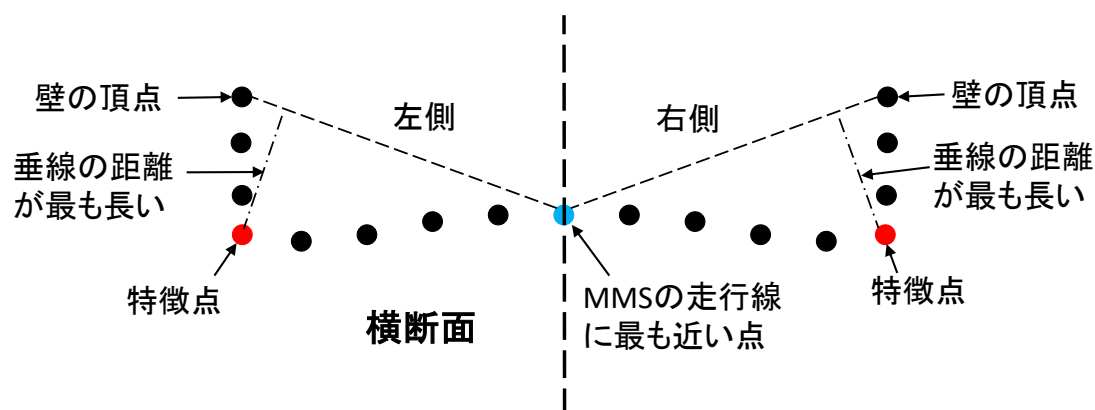 壁の頂点
左側
右側
壁の頂点
垂線の距離
が最も長い
垂線の距離
が最も長い
特徴点
横断面
MMSの走行線
に最も近い点
特徴点